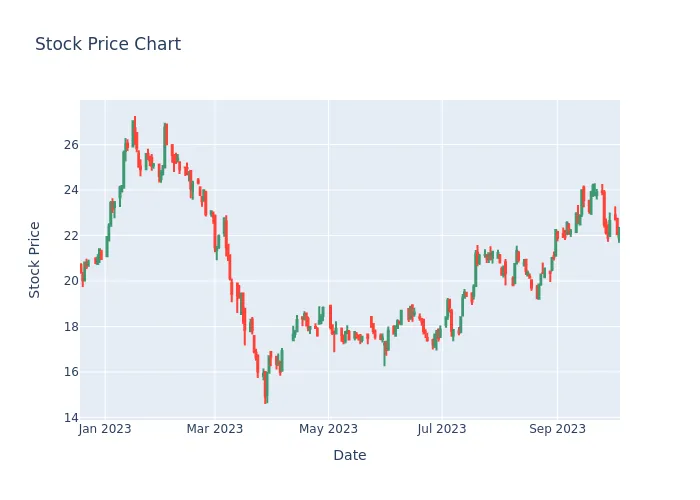 Stock Price Chart
Stock Price
26
24
22
20
18
16
14
Jan 2023
Mar 2023
May 2023
Jul 2023
Sep 2023
Date